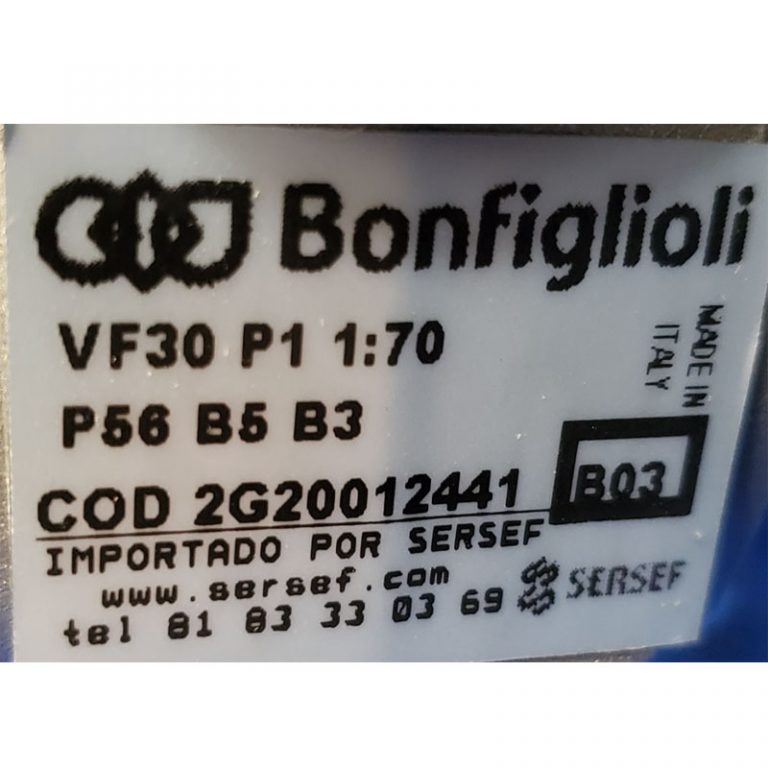 Bonfiglioli
VF30 P1 1:70
MADE IN
ITALY
P56 B5 B3
COD 2G20012441
B03
IMPORTADO POR SERSEF
www.sersef.com
SERSEF
tel 81 83 33 03 69